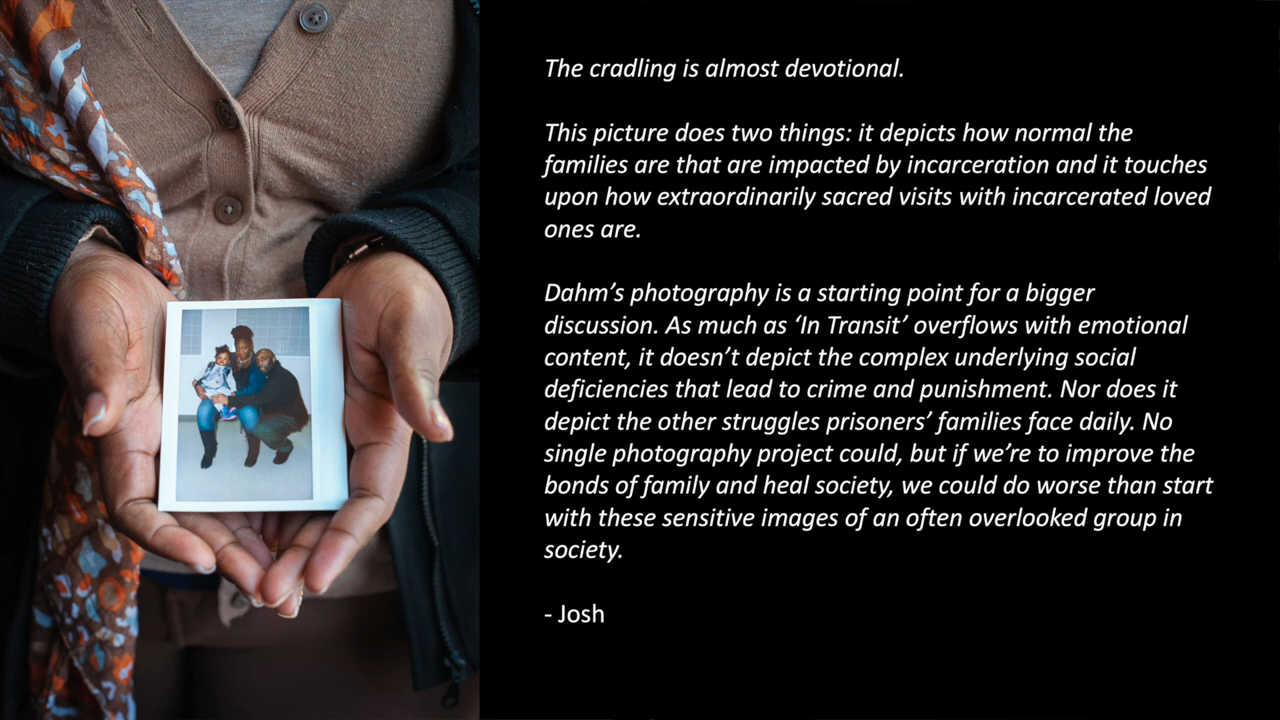 The cradling is almost devotional.
This picture does two things: it depicts how normal the
families are that are impacted by incarceration and it touches
upon how extraordinarily sacred visits with incarcerated loved
ones are.
Dahm’s photography is a starting point for a bigger
discussion. As much as ‘In Transit’ overflows with emotional
content, it doesn’t depict the complex underlying social
deficiencies that lead to crime and punishment. Nor does it
depict the other struggles prisoners’ families face daily. No
single photography project could, but if we’re to improve the
bonds of family and heal society, we could do worse than start
with these sensitive images of an often overlooked group in
society.
- Josh